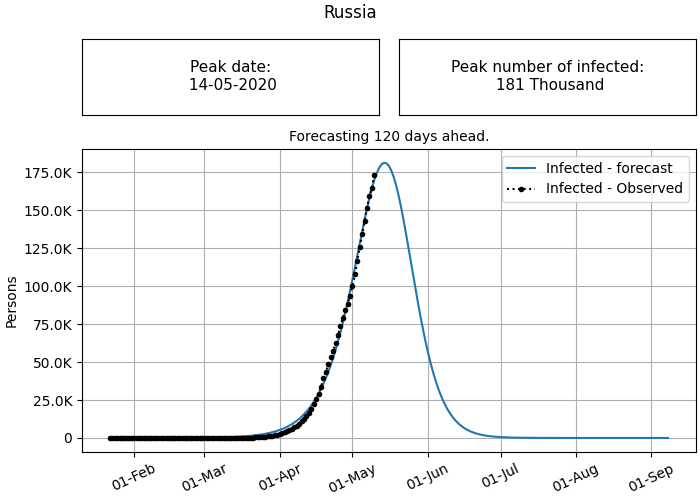 Russia
Peak date:
14-05-2020
Peak number of infected:
181 Thousand
Forecasting 120 days ahead.
Infected - forecast
Infected - Observed
175.0K
150.0K
125.0K
100.0K
75.0K
50.0K
25.0K
0
Persons
01-Feb
01-Mar
01-Apr
01-May
01-Jun
01-Jul
01-Aug
01-Sep